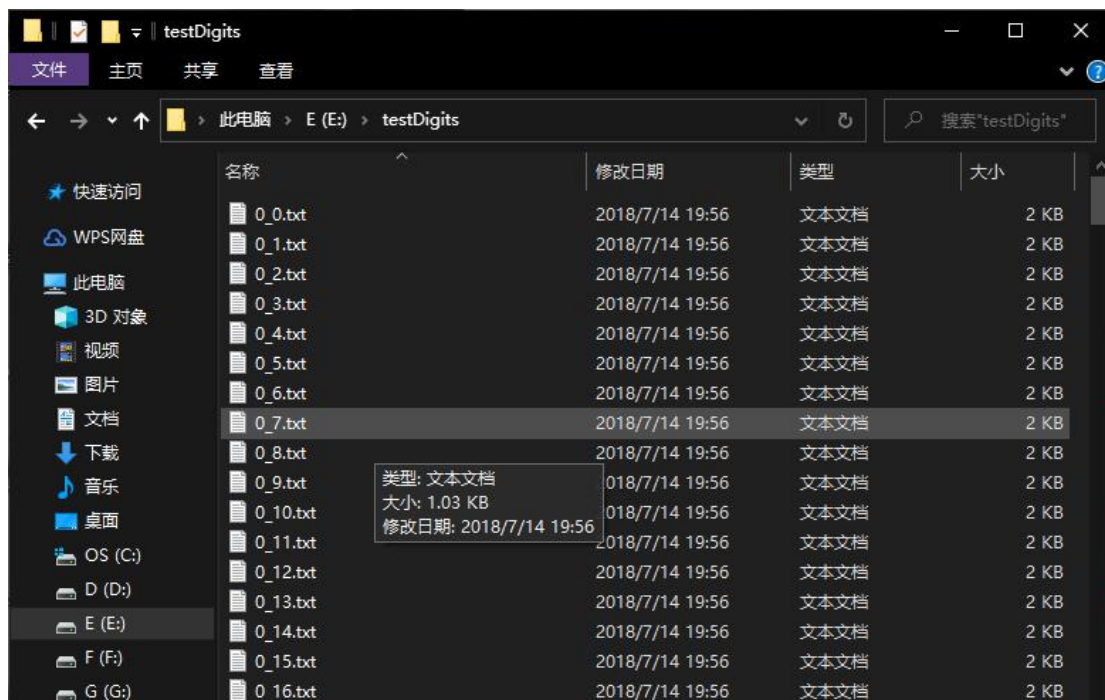 testDigits
文件 主页 共享 查看
此电脑 > E (E:) > testDigits 搜索"testDigits"
名称 修改日期 类型 大小
快速访问
WPS网盘
此电脑
3D 对象
视频
图片
文档
下载
音乐
桌面
OS (C:)
D (D:)
E (E:)
F (F:)
G (G:)
0_0.txt 2018/7/14 19:56 文本文档 2 KB
0_1.txt 2018/7/14 19:56 文本文档 2 KB
0_2.txt 2018/7/14 19:56 文本文档 2 KB
0_3.txt 2018/7/14 19:56 文本文档 2 KB
0_4.txt 2018/7/14 19:56 文本文档 2 KB
0_5.txt 2018/7/14 19:56 文本文档 2 KB
0_6.txt 2018/7/14 19:56 文本文档 2 KB
0_7.txt 2018/7/14 19:56 文本文档 2 KB
0_8.txt 2018/7/14 19:56 文本文档 2 KB
0_9.txt 2018/7/14 19:56 文本文档 2 KB
0_10.txt 2018/7/14 19:56 文本文档 2 KB
0_11.txt 2018/7/14 19:56 文本文档 2 KB
0_12.txt 2018/7/14 19:56 文本文档 2 KB
0_13.txt 2018/7/14 19:56 文本文档 2 KB
0_14.txt 2018/7/14 19:56 文本文档 2 KB
0_15.txt 2018/7/14 19:56 文本文档 2 KB
0_16.txt 2018/7/14 19:56 文本文档 2 KB
类型: 文本文档
大小: 1.03 KB
修改日期: 2018/7/14 19:56